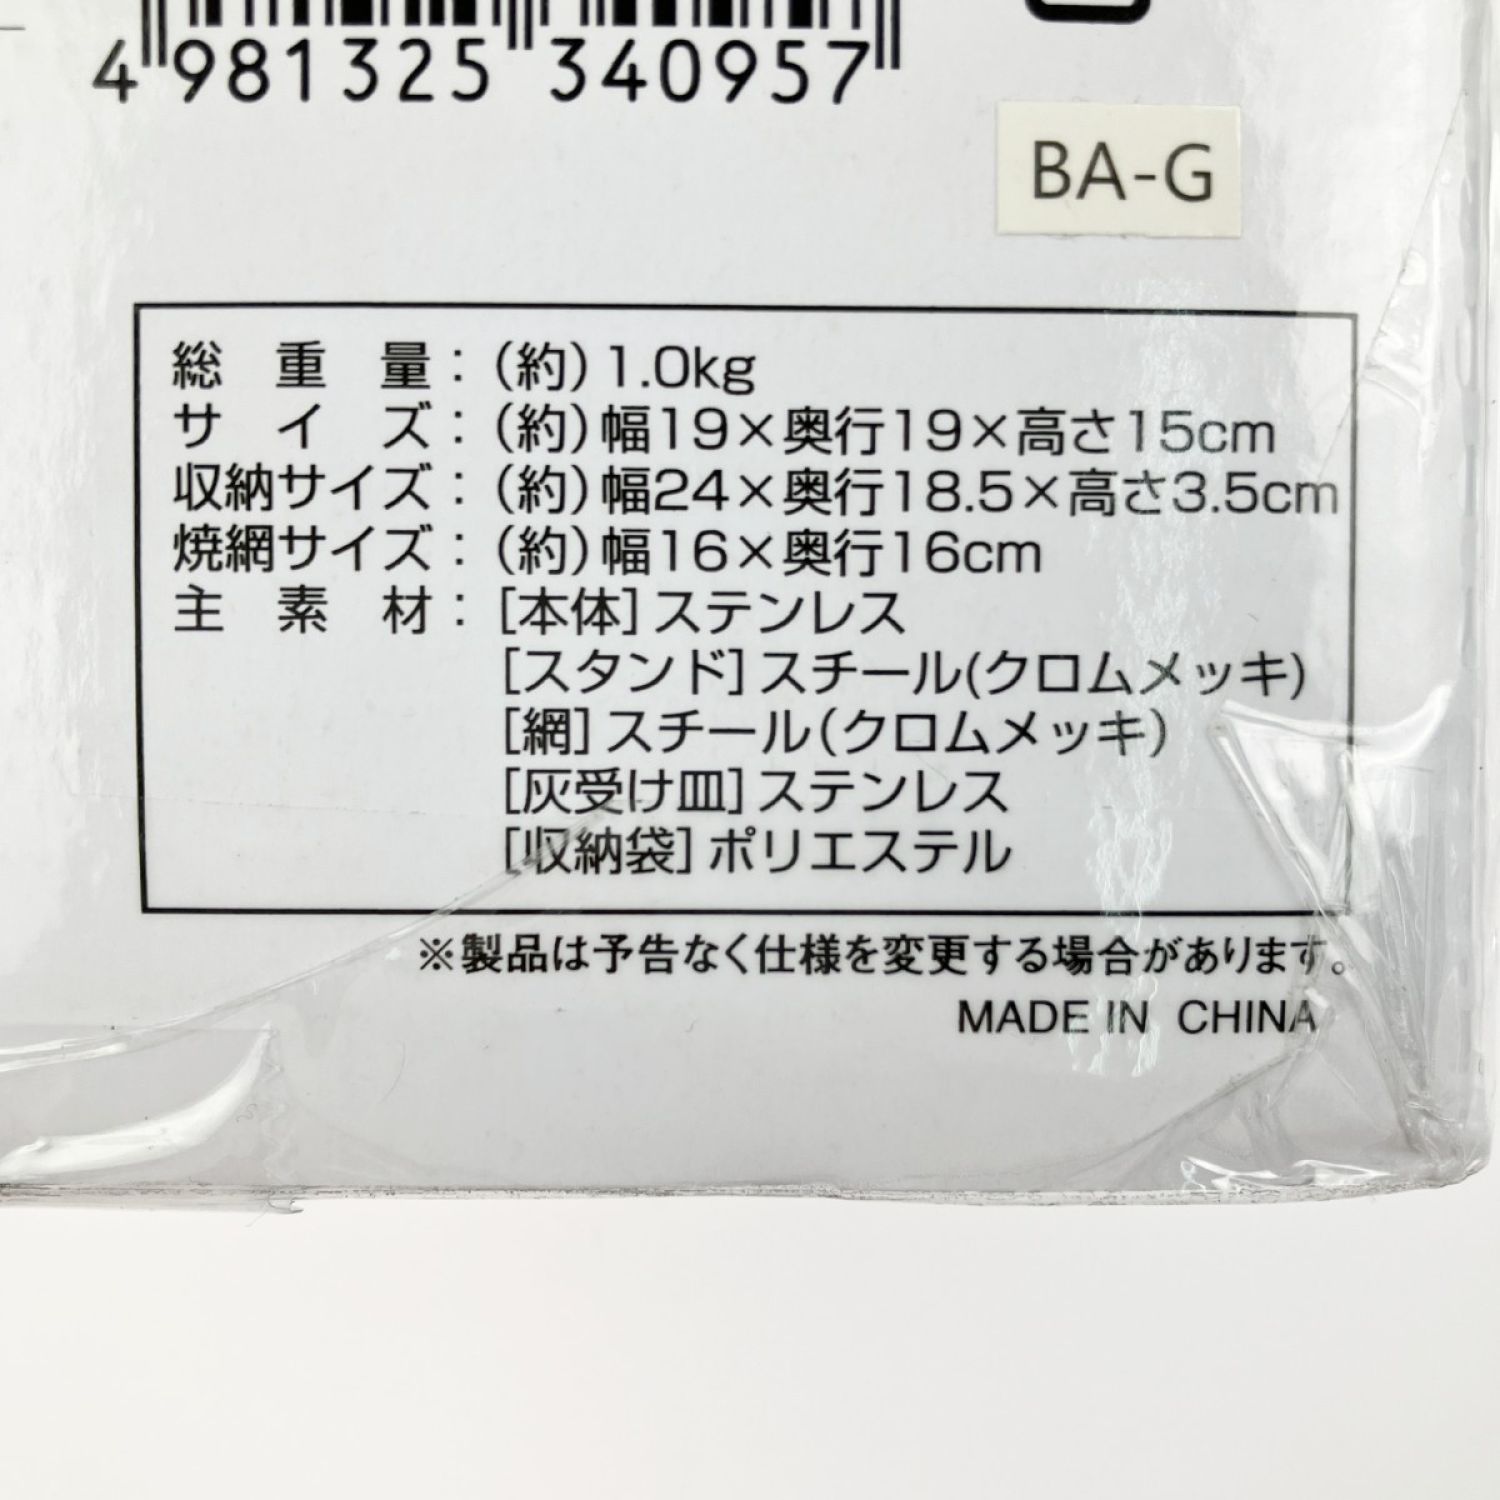 4 981325 340957
BA-G
総重量：(約)1.0kg
サイズ：(約)幅19×奥行19×高さ15cm
収納サイズ：(約)幅24×奥行18.5×高さ3.5cm
焼網サイズ：(約)幅16×奥行16cm
主素材：[本体]ステンレス
[スタンド]スチール(クロムメッキ)
[網]スチール(クロムメッキ)
[灰受け皿]ステンレス
[収納袋]ポリエステル
※製品は予告なく仕様を変更する場合があります。
MADE IN CHINA